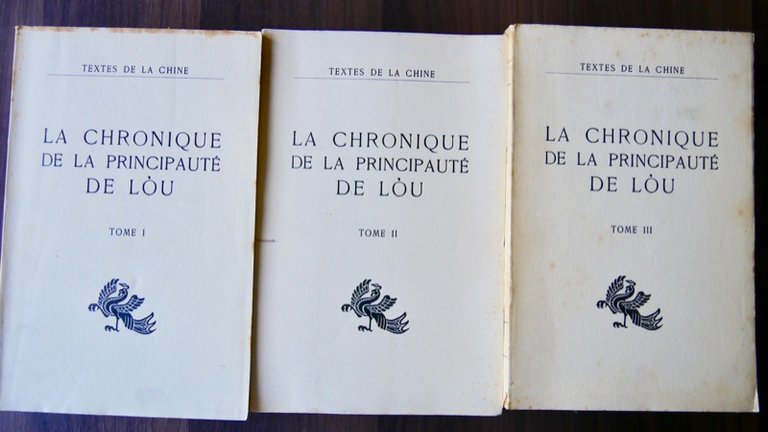 TEXTES DE LA CHINE
LA CHRONIQUE
DE LA PRINCIPAUTÉ
DE LÒU
TOME I
TEXTES DE LA CHINE
LA CHRONIQUE
DE LA PRINCIPAUTÉ
DE LÒU
TOME II
TEXTES DE LA CHINE
LA CHRONIQUE
DE LA PRINCIPAUTÉ
DE LÒU
TOME III